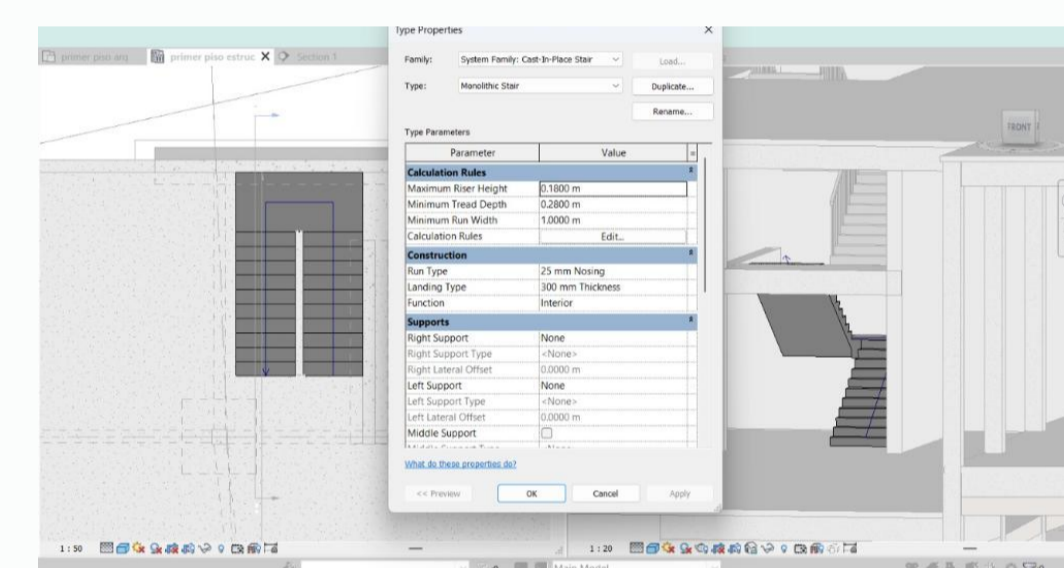 Type Properties
primer piso arq
primer piso estruc
Section 1
Family:
System Family: Cast-In-Place Stair
Load...
Type:
Monolithic Stair
Duplicate...
Rename...
Type Parameters
Parameter Value
Calculation Rules
Maximum Riser Height 0.1800 m
Minimum Tread Depth 0.2800 m
Minimum Run Width 1.0000 m
Calculation Rules Edit...
Construction
Run Type 25 mm Nosing
Landing Type 300 mm Thickness
Function Interior
Supports
Right Support None
Right Support Type <None>
Right Lateral Offset 0.0000 m
Left Support None
Left Support Type <None>
Left Lateral Offset 0.0000 m
Middle Support
What do these properties do?
<< Preview OK Cancel Apply
FRONT
1 : 50
1 : 20
Main Model